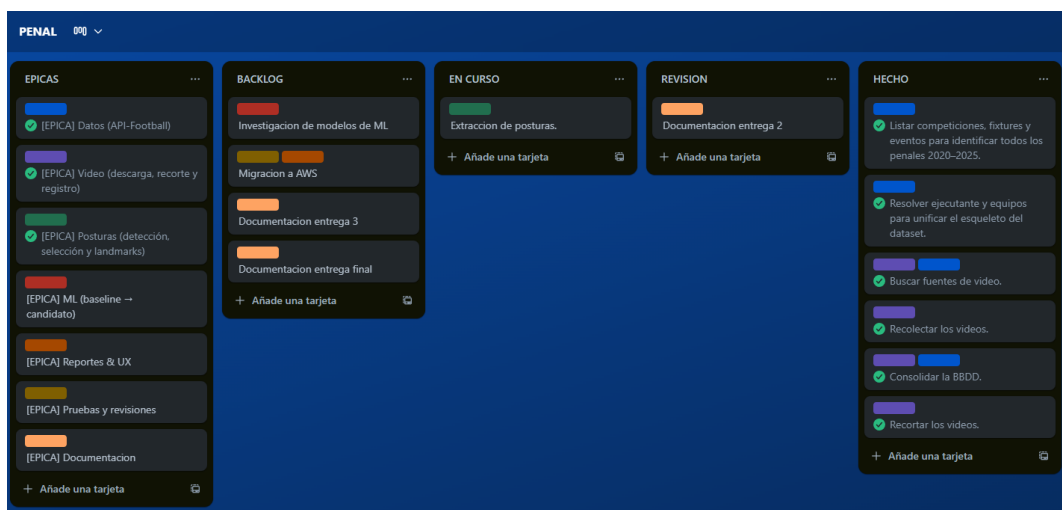 PENAL
EPICAS
[EPICA] Datos (API-Football)
[EPICA] Video (descarga, recorte y
registro)
[EPICA] Posturas (detección,
selección y landmarks)
[EPICA] ML (baseline →
candidato)
[EPICA] Reportes & UX
[EPICA] Pruebas y revisiones
[EPICA] Documentacion
+ Añade una tarjeta
BACKLOG
Investigacion de modelos de ML
Migracion a AWS
Documentacion entrega 3
Documentacion entrega final
+ Añade una tarjeta
EN CURSO
Extraccion de posturas.
+ Añade una tarjeta
REVISION
Documentacion entrega 2
+ Añade una tarjeta
HECHO
Listar competiciones, fixtures y
eventos para identificar todos los
penales 2020–2025.
Resolver ejecutante y equipos
para unificar el esqueleto del
dataset.
Buscar fuentes de video.
Recolectar los videos.
Consolidar la BBDD.
Recortar los videos.
+ Añade una tarjeta